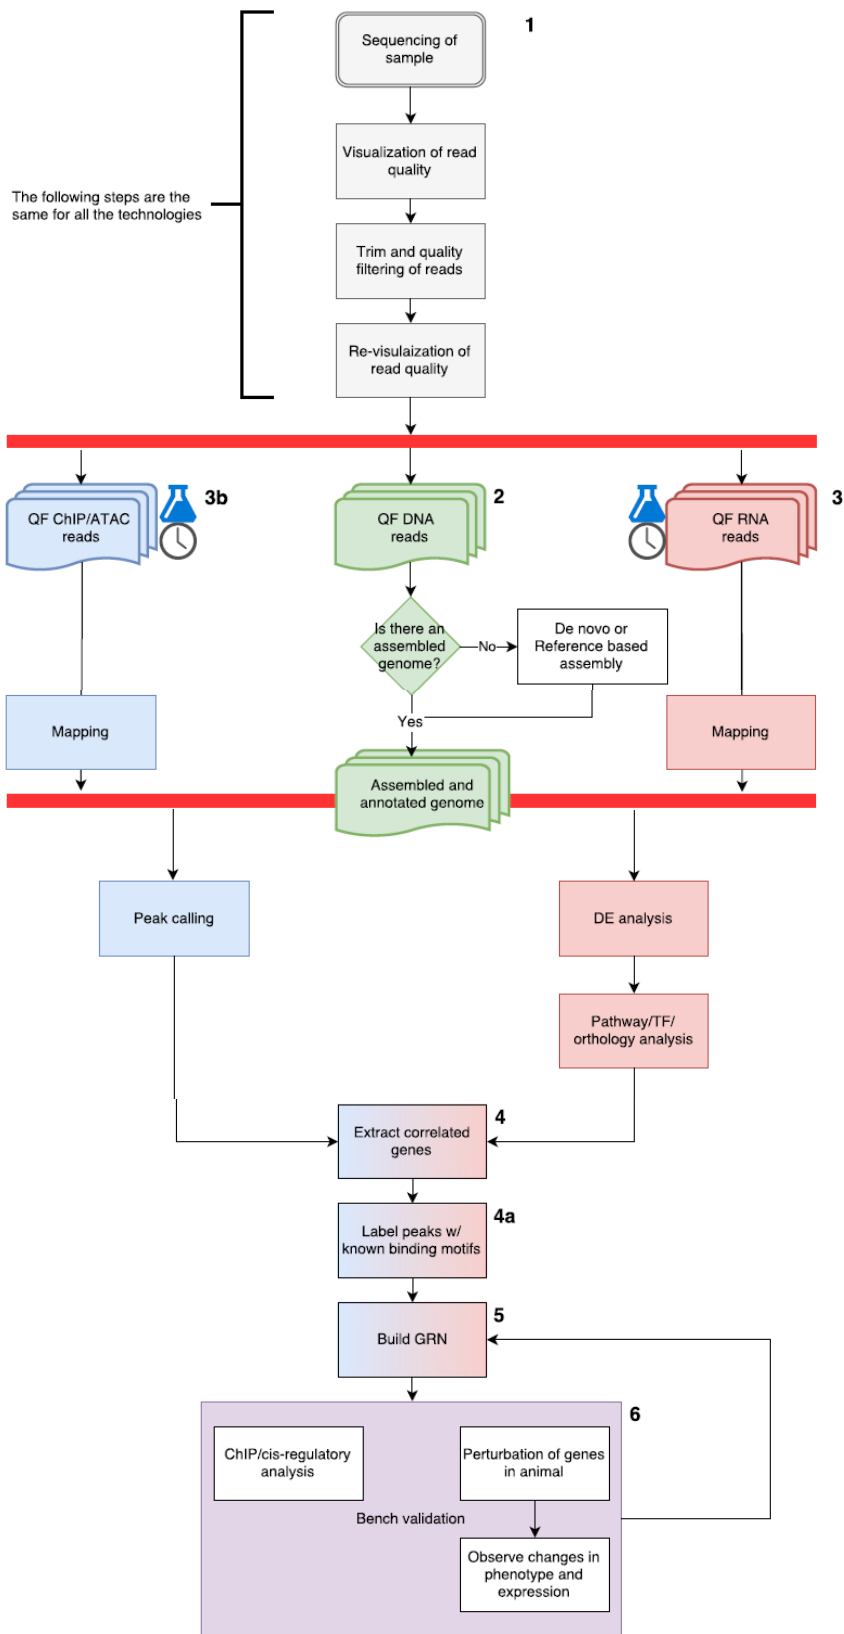 Sequencing of
sample
1
Visualization of read
quality
The following steps are the
same for all the technologies
Trim and quality
filtering of reads
Re-visulaization of
read quality
QF ChIP/ATAC
reads
3b
QF DNA
reads
2
QF RNA
reads
3
Is there an
assembled
genome?
No
De novo or
Reference based
assembly
Yes
Mapping
Mapping
Assembled and
annotated genome
Peak calling
DE analysis
Pathway/TF/
orthology analysis
Extract correlated
genes
4
Label peaks w/
known binding motifs
4a
Build GRN
5
6
ChIP/cis-regulatory
analysis
Perturbation of genes
in animal
Bench validation
Observe changes in
phenotype and
expression